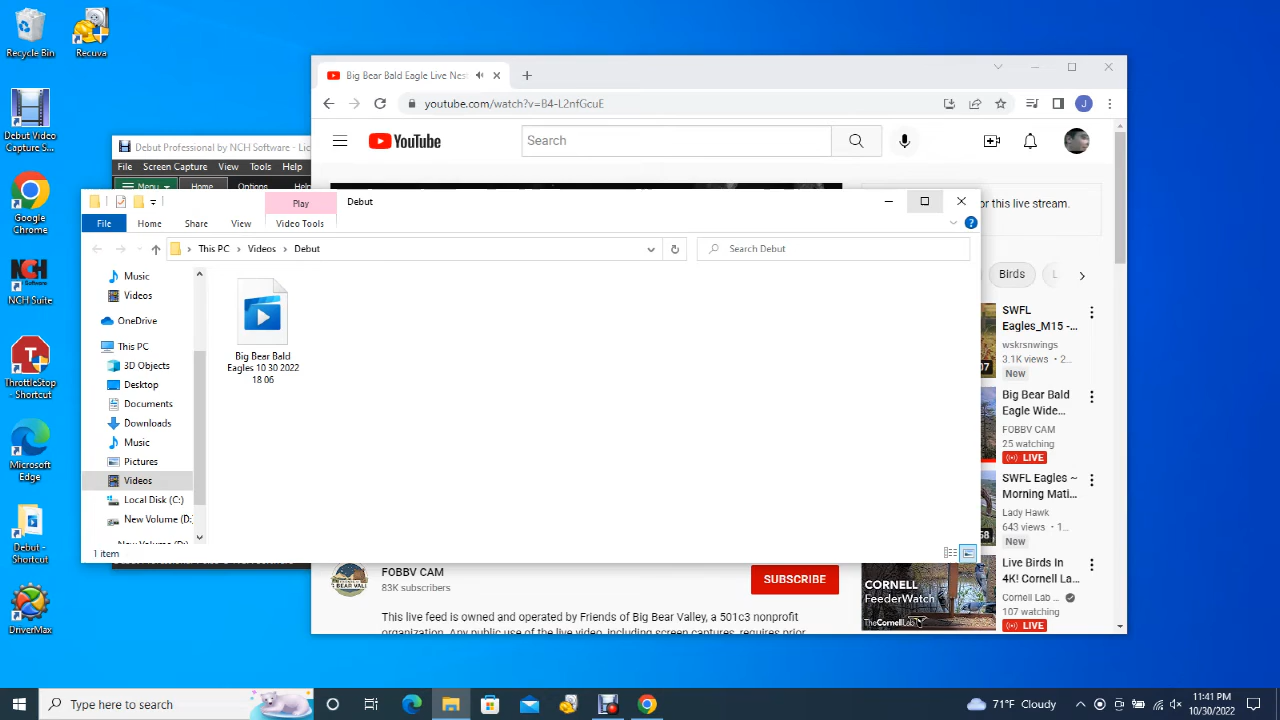 Recycle Bin
Recuva
Debut Video
Capture S...
Google
Chrome
NCH Suite
ThrottleStop
- Shortcut
Microsoft
Edge
Debut -
Shortcut
DriverMax
Big Bear Bald Eagle Live Nest
youtube.com/watch?v=B4-L2nfGcuE
J
YouTube
Search
Debut Professional by NCH Software - Lic
File Screen Capture View Tools Help
Menu Home Options
for this live stream.
Birds
Play
Debut
File Home Share View Video Tools
This PC › Videos › Debut
Search Debut
Music
Videos
OneDrive
This PC
3D Objects
Desktop
Documents
Downloads
Music
Pictures
Videos
Local Disk (C:)
New Volume (D:)
New Volume (D:)
1 item
Big Bear Bald
Eagles 10 30 2022
18 06
SWFL
Eagles_M15 -...
wskrsnwings
3.1K views • 2...
New
Big Bear Bald
Eagle Wide...
FOBBV CAM
25 watching
LIVE
SWFL Eagles ~
Morning Mati...
Lady Hawk
643 views • 1...
New
Live Birds In
4K! Cornell La...
Cornell Lab ...
107 watching
LIVE
CORNELL
FeederWatch
TheCornellLab
FOBBV CAM
83K subscribers
SUBSCRIBE
This live feed is owned and operated by Friends of Big Bear Valley, a 501c3 nonprofit
organization. Any public use of the live video, including screen captures, requires prior
Type here to search
71°F Cloudy
11:41 PM
10/30/2022